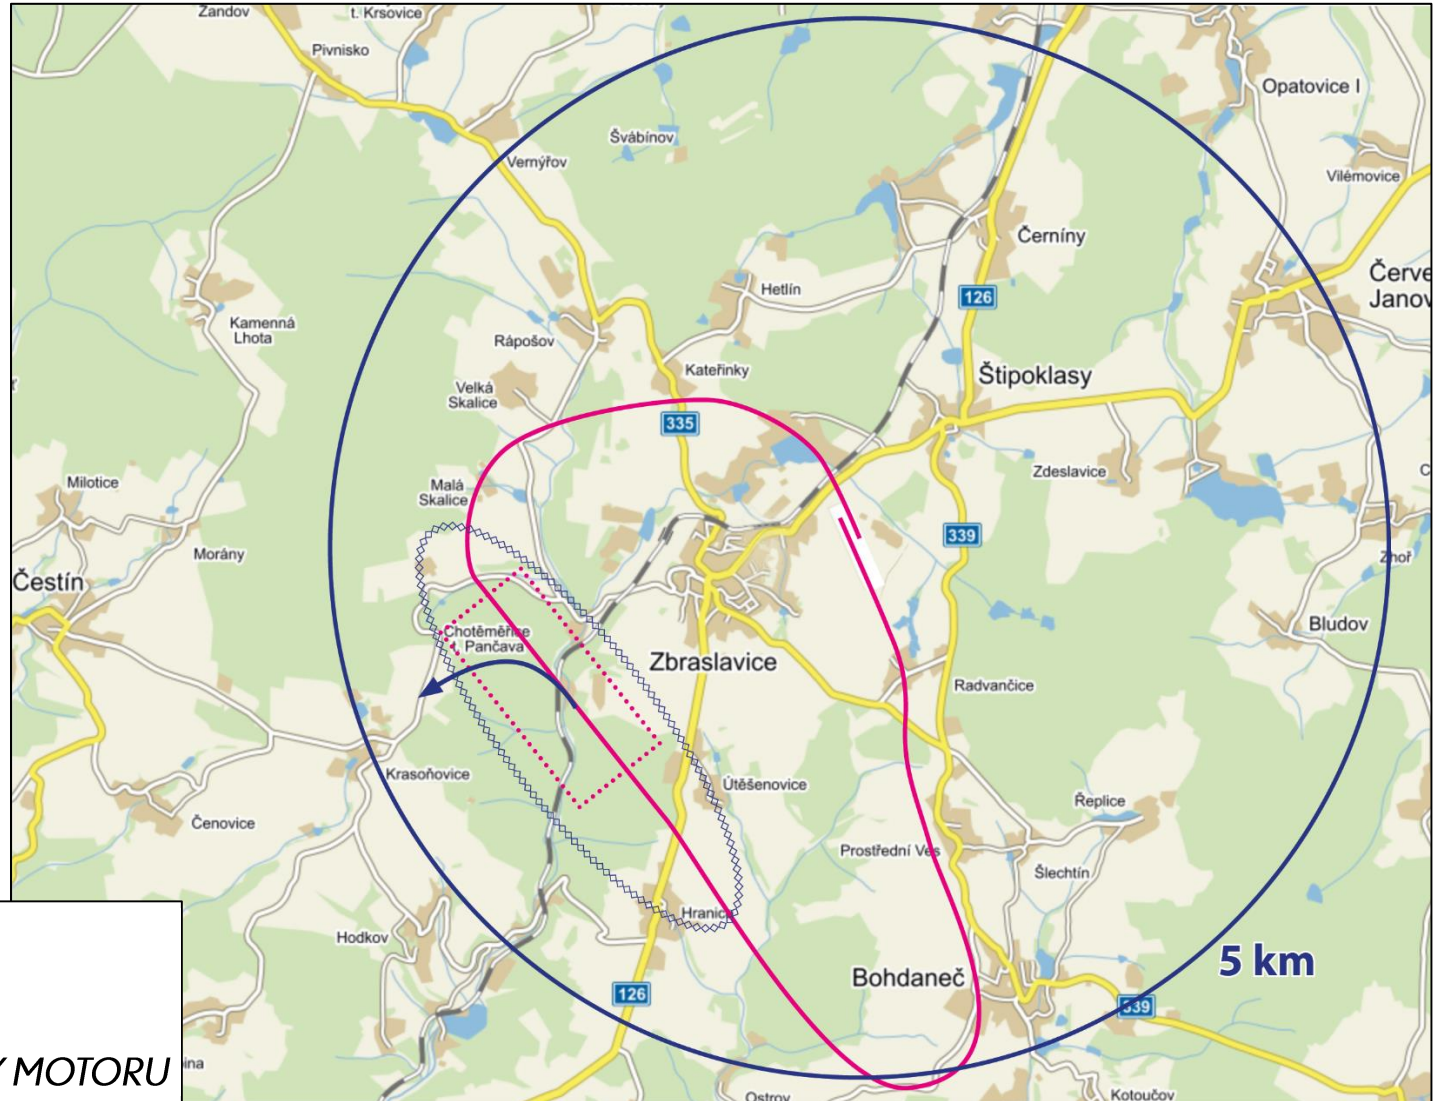 Žandov
t. Krsovice
Pivnisko
Opatovice I
Švábínov
Vernýřov
Vilémovice
Černíny
Červe
Janov
Hetlín
126
Kamenná
Lhota
Rápošov
Kateřinky
Štipoklasy
Velká
Skalice
335
Zdeslavice
Milotice
Malá
Skalice
339
Morány
Zhoř
Čestín
Bludov
Chotěměřice
Pančava
Zbraslavice
Radvančice
Krasoňovice
Útěšenovice
Řeplice
Čenovice
Prostřední Ves
Šlechtín
Hranice
Hodkov
5 km
Bohdaneč
126
339
Y MOTORU
ina
Ostrov
Kotoučov